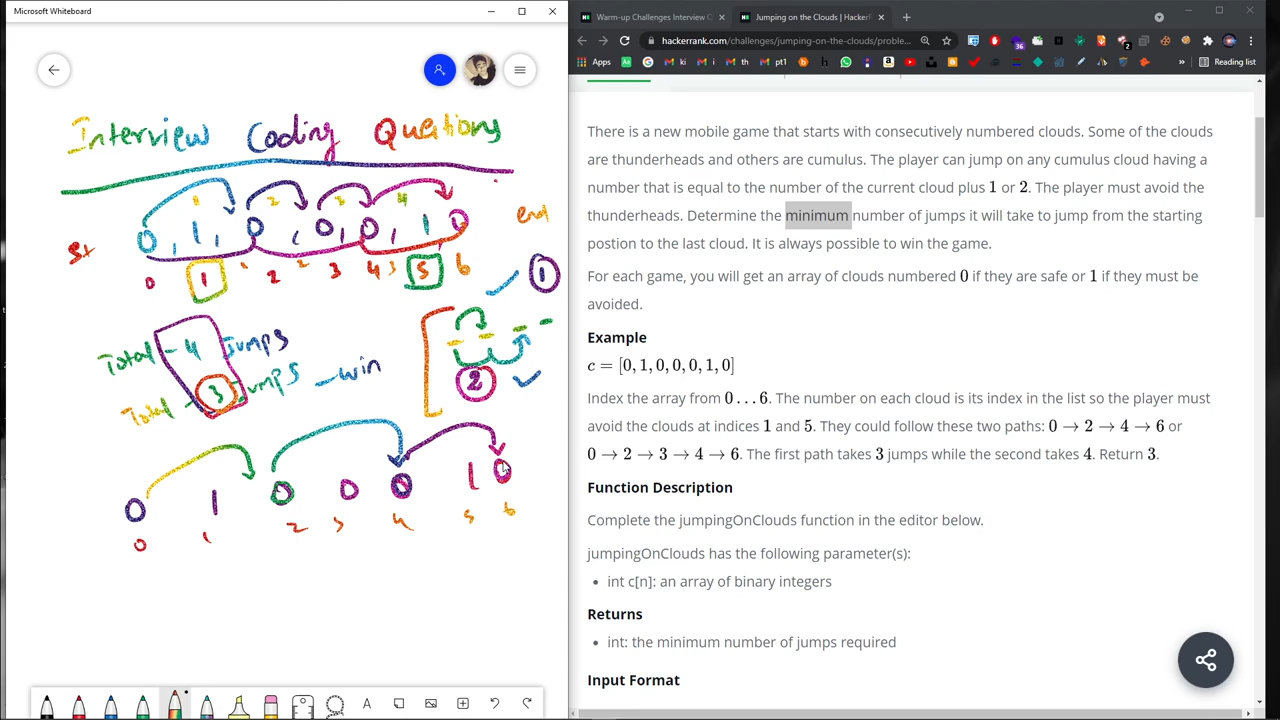 Microsoft Whiteboard
Interview Coding Questions
1 2 3 4
0, 1, 0, 0, 0, 1 0
St
end
0 1 2 3 4 5 6
1
Total - 4 Jumps
Total - 3 Jumps - win
2
0 1 0 0 0 1 0
0 1 2 3 4 5 6
Warm-up Challenges Interview
Jumping on the Clouds | Hacker
hackerrank.com/challenges/jumping-on-the-clouds/proble...
Apps
ki
i
th
pt1
Reading list
There is a new mobile game that starts with consecutively numbered clouds. Some of the clouds
are thunderheads and others are cumulus. The player can jump on any cumulus cloud having a
number that is equal to the number of the current cloud plus 1 or 2. The player must avoid the
thunderheads. Determine the minimum number of jumps it will take to jump from the starting
postion to the last cloud. It is always possible to win the game.
For each game, you will get an array of clouds numbered 0 if they are safe or 1 if they must be
avoided.
Example
c = [0, 1, 0, 0, 0, 1, 0]
Index the array from 0 . . . 6. The number on each cloud is its index in the list so the player must
avoid the clouds at indices 1 and 5. They could follow these two paths: 0 → 2 → 4 → 6 or
0 → 2 → 3 → 4 → 6. The first path takes 3 jumps while the second takes 4. Return 3.
Function Description
Complete the jumpingOnClouds function in the editor below.
jumpingOnClouds has the following parameter(s):
• int c[n]: an array of binary integers
Returns
• int: the minimum number of jumps required
Input Format